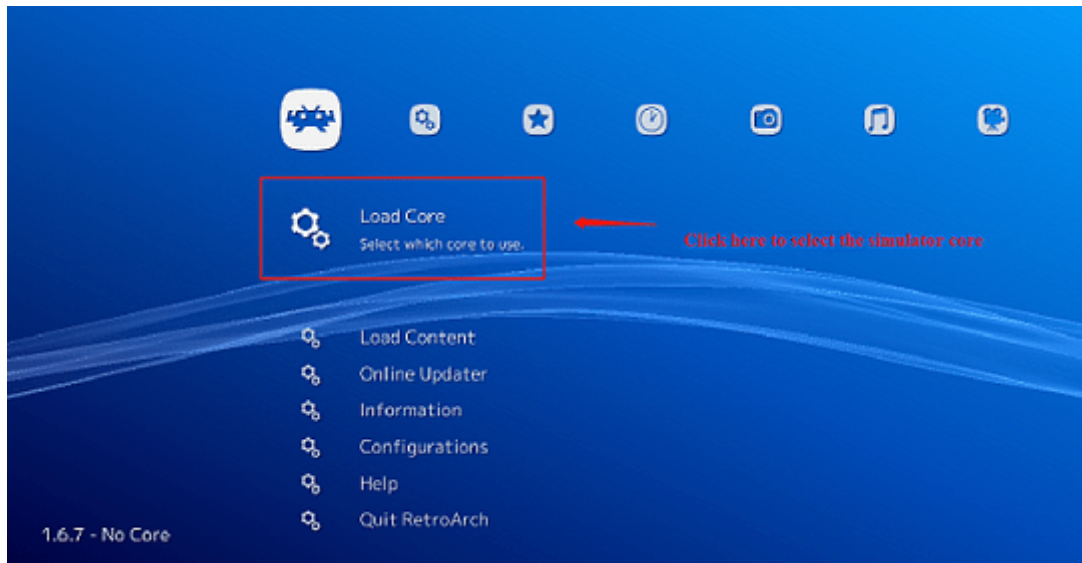 Load Core
Select which core to use.
Click here to select the simulator core
Load Content
Online Updater
Information
Configurations
Help
Quit RetroArch
1.6.7 - No Core